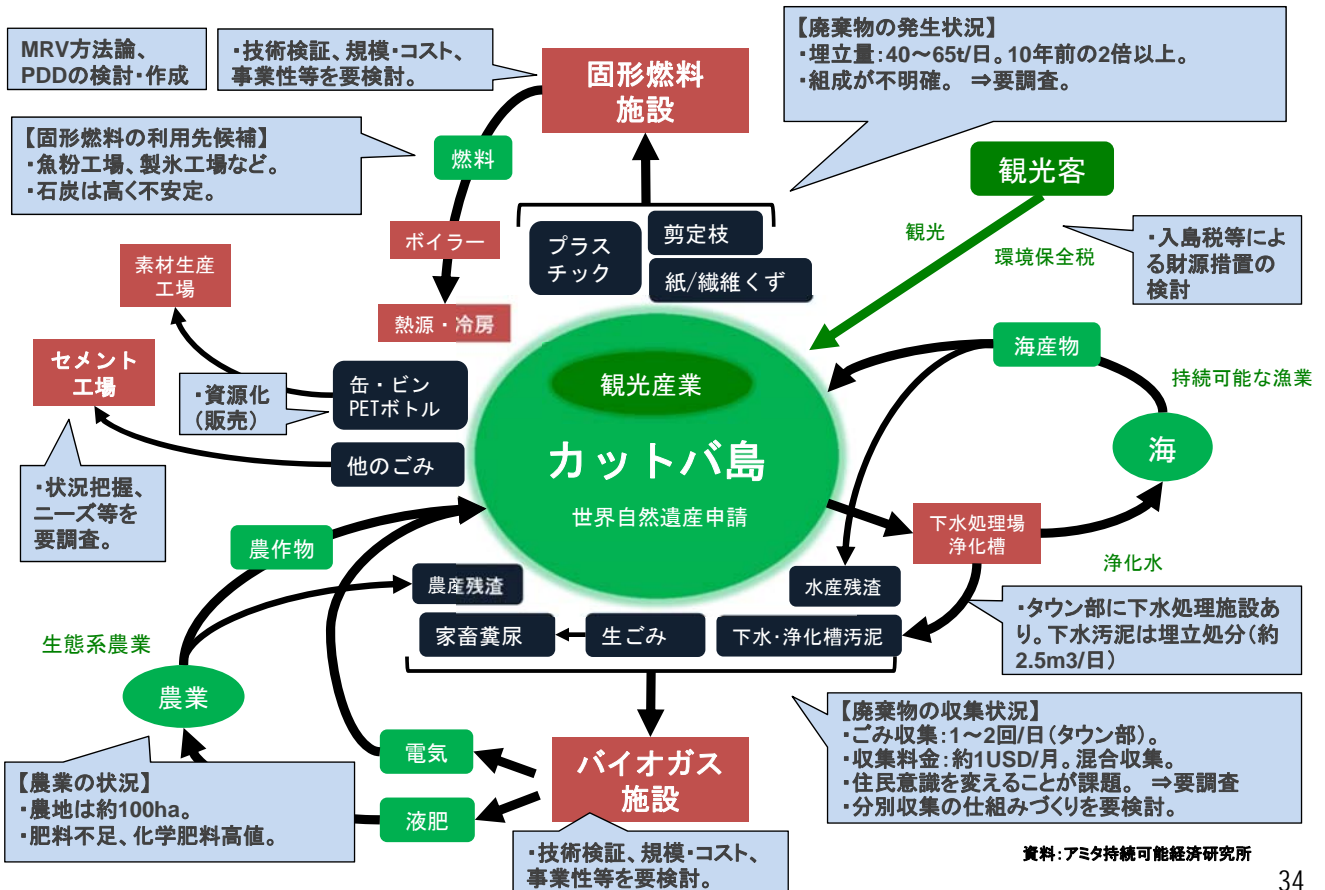 MRV方法論、
PDDの検討・作成
・技術検証、規模・コスト、
事業性等を要検討。
固形燃料
施設
【廃棄物の発生状況】
・埋立量：40～65t/日。10年前の2倍以上。
・組成が不明確。 ⇒要調査。
【固形燃料の利用先候補】
・魚粉工場、製氷工場など。
・石炭は高く不安定。
燃料
観光客
ボイラー
プラス
チック
剪定枝
紙/繊維くず
観光
環境保全税
・入島税等によ
る財源措置の
検討
素材生産
工場
熱源・冷房
セメント
工場
・資源化
（販売）
缶・ビン
PETボトル
他のごみ
観光産業
カットバ島
世界自然遺産申請
海産物
持続可能な漁業
海
・状況把握、
ニーズ等を
要調査。
農作物
下水処理場
浄化槽
浄化水
農産残渣
水産残渣
家畜糞尿
生ごみ
下水・浄化槽汚泥
・タウン部に下水処理施設あ
り。下水汚泥は埋立処分（約
2.5m3/日）
生態系農業
農業
【廃棄物の収集状況】
・ごみ収集：1～2回/日（タウン部）。
・収集料金：約1USD/月。混合収集。
・住民意識を変えることが課題。 ⇒要調査
・分別収集の仕組みづくりを要検討。
電気
バイオガス
施設
液肥
【農業の状況】
・農地は約100ha。
・肥料不足、化学肥料高値。
・技術検証、規模・コスト、
事業性等を要検討。
資料：アミタ持続可能経済研究所
34